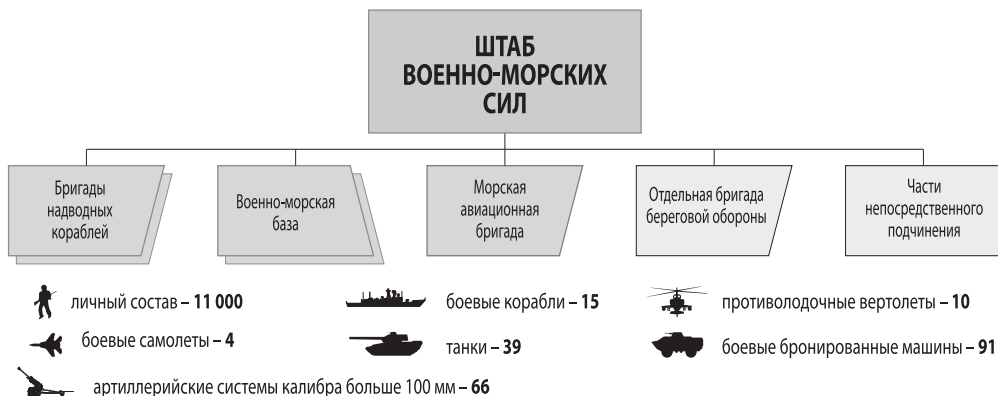 ШТАБ
ВОЕННО-МОРСКИХ
СИЛ
Бригады
надводных
кораблей
Военно-морская
база
Морская
авиационная
бригада
Отдельная бригада
береговой обороны
Части
непосредственного
подчинения
личный состав – 11 000
боевые корабли – 15
противолодочные вертолеты – 10
боевые самолеты – 4
танки – 39
боевые бронированные машины – 91
артиллерийские системы калибра больше 100 мм – 66